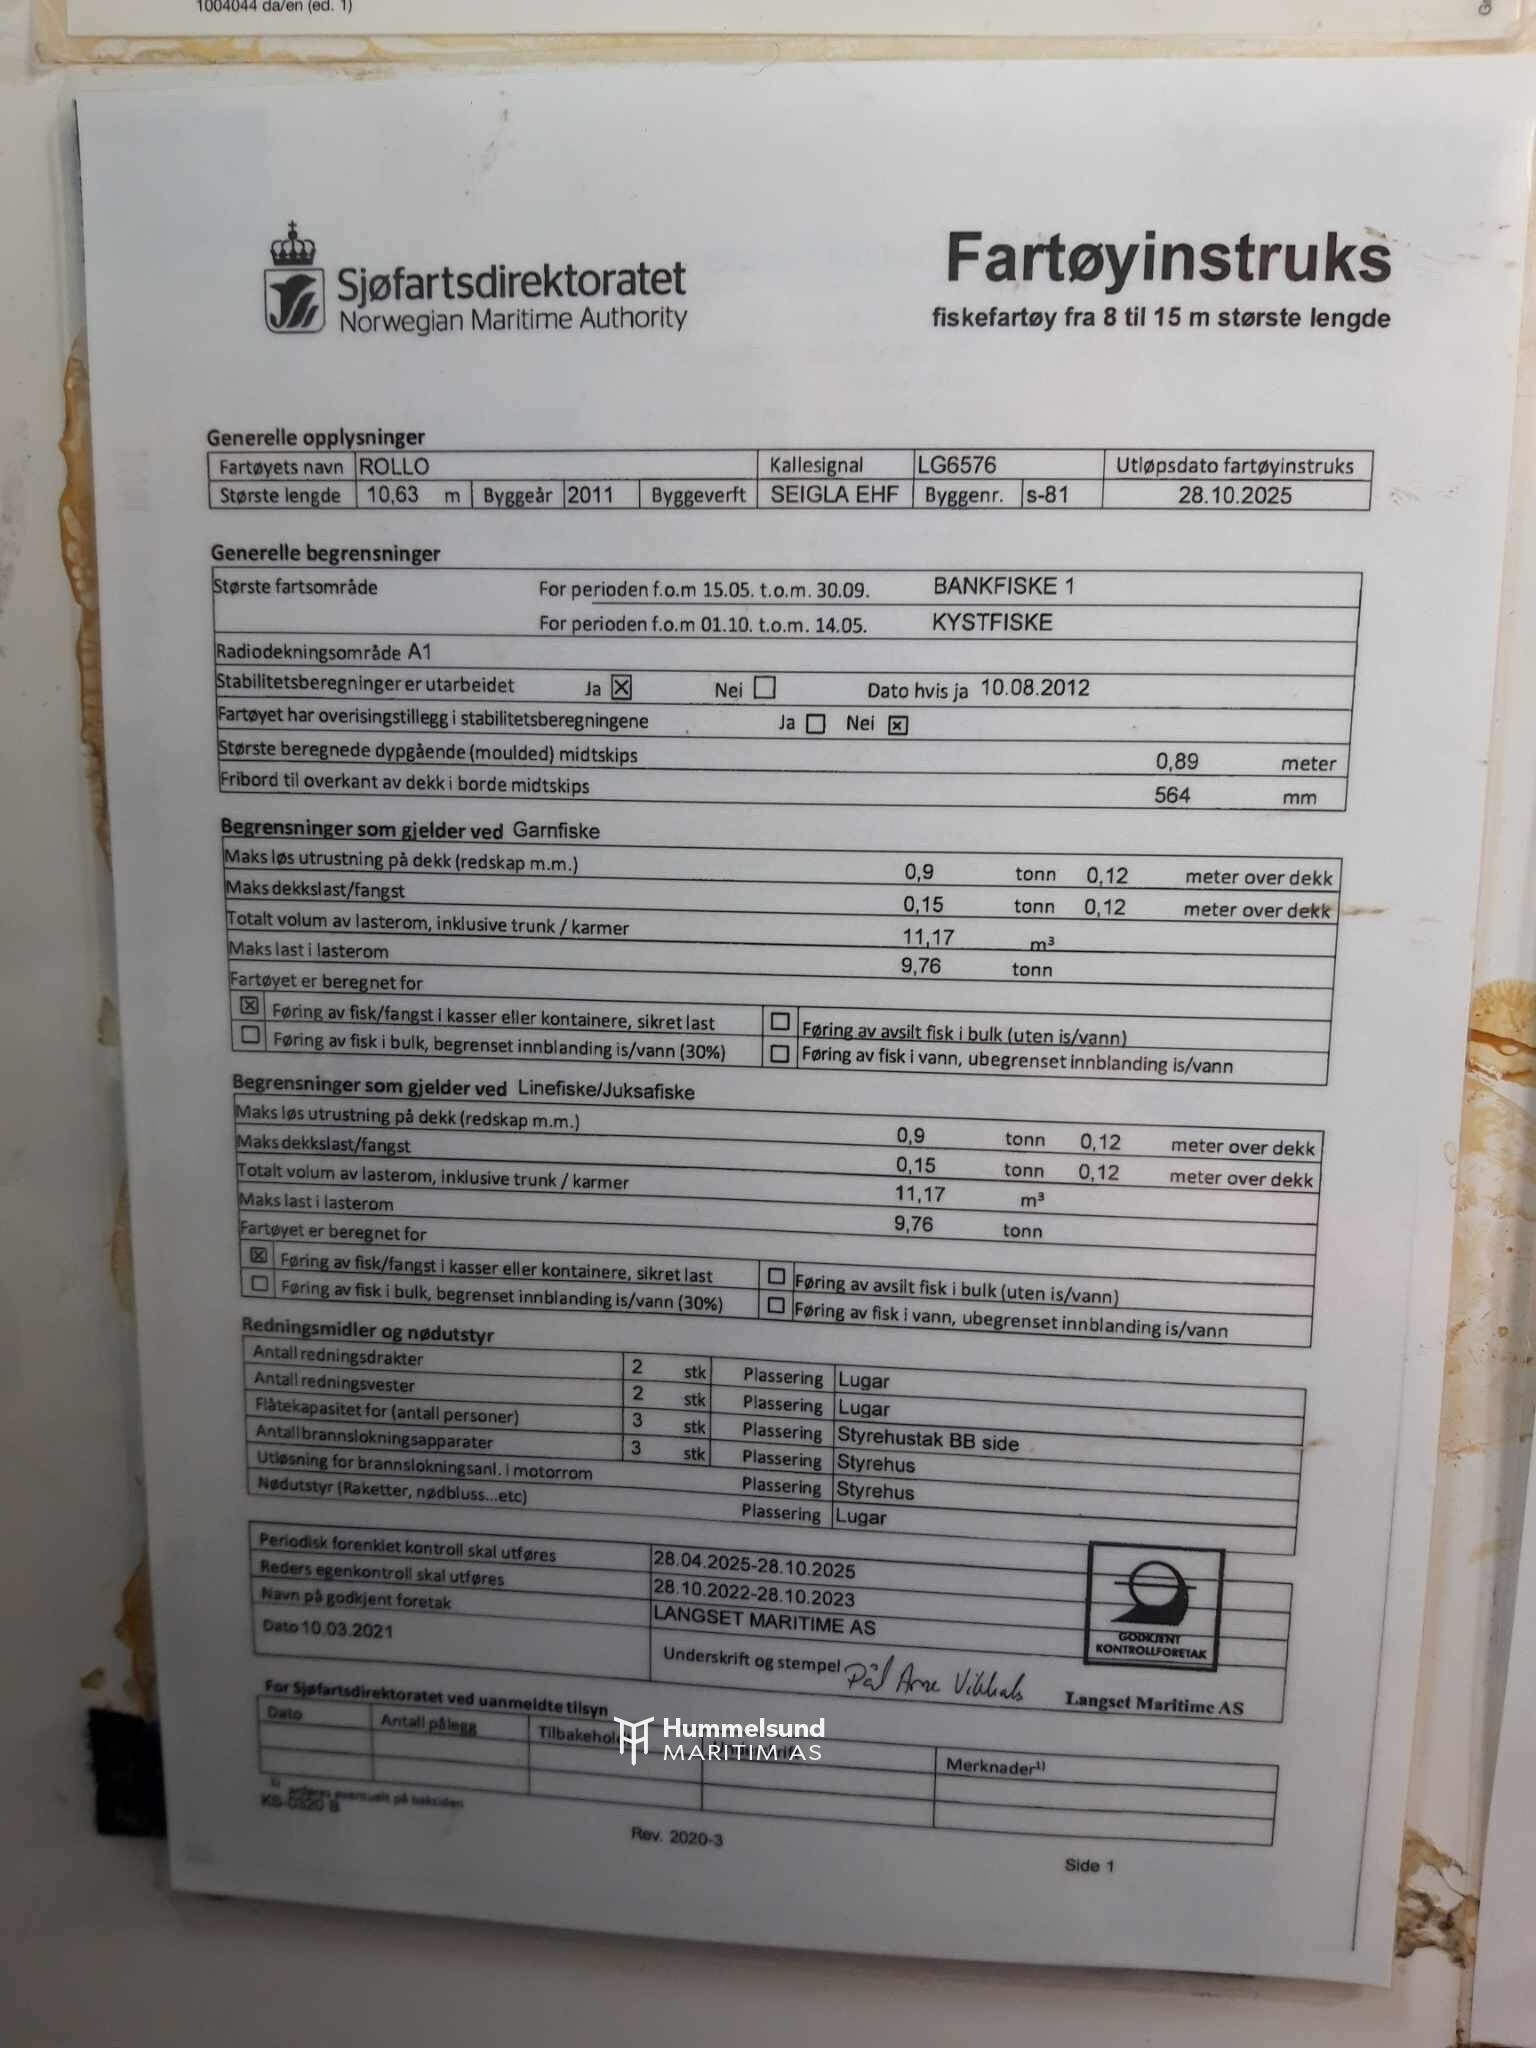 1004044 da/en (ed. 1)
Sjøfartsdirektoratet
Norwegian Maritime Authority
Fartøyinstruks
fiskefartøy fra 8 til 15 m største lengde
Generelle opplysninger
Fartøyets navn ROLLO Kallesignal LG6576 Utløpsdato fartøyinstruks
Største lengde 10,63 m Byggeår 2011 Byggeverft SEIGLA EHF Byggenr. s-81 28.10.2025
Generelle begrensninger
Største fartsområde For perioden f.o.m 15.05. t.o.m. 30.09. BANKFISKE 1
For perioden f.o.m 01.10. t.o.m. 14.05. KYSTFISKE
Radiodekningsområde A1
Stabilitetsberegninger er utarbeidet Ja Nei Dato hvis ja 10.08.2012
Fartøyet har overisingstillegg i stabilitetsberegningene Ja Nei
Største beregnede dypgående (moulded) midtskips 0,89 meter
Fribord til overkant av dekk i borde midtskips 564 mm
Begrensninger som gjelder ved Garnfiske
Maks løs utrustning på dekk (redskap m.m.) 0,9 tonn 0,12 meter over dekk
Maks dekkslast/fangst 0,15 tonn 0,12 meter over dekk
Totalt volum av lasterom, inklusive trunk / karmer 11,17 m³
Maks last i lasterom 9,76 tonn
Fartøyet er beregnet for
Føring av fisk/fangst i kasser eller kontainere, sikret last Føring av avsilt fisk i bulk (uten is/vann)
Føring av fisk i bulk, begrenset innblanding is/vann (30%) Føring av fisk i vann, ubegrenset innblanding is/vann
Begrensninger som gjelder ved Linefiske/Juksafiske
Maks løs utrustning på dekk (redskap m.m.) 0,9 tonn 0,12 meter over dekk
Maks dekkslast/fangst 0,15 tonn 0,12 meter over dekk
Totalt volum av lasterom, inklusive trunk / karmer 11,17 m³
Maks last i lasterom 9,76 tonn
Fartøyet er beregnet for
Føring av fisk/fangst i kasser eller kontainere, sikret last Føring av avsilt fisk i bulk (uten is/vann)
Føring av fisk i bulk, begrenset innblanding is/vann (30%) Føring av fisk i vann, ubegrenset innblanding is/vann
Redningsmidler og nødutstyr
Antall redningsdrakter 2 stk Plassering Lugar
Antall redningsvester 2 stk Plassering Lugar
Flåtekapasitet for (antall personer) 3 stk Plassering Styrehustak BB side
Antall brannslokningsapparater 3 stk Plassering Styrehus
Utløsning for brannslokningsanl. i motorrom Plassering Styrehus
Nødutstyr (Raketter, nødbluss...etc) Plassering Lugar
Periodisk forenklet kontroll skal utføres 28.04.2025-28.10.2025
Reders egenkontroll skal utføres 28.10.2022-28.10.2023
Navn på godkjent foretak LANGSET MARITIME AS
Dato 10.03.2021 Underskrift og stempel
GODKJENT
KONTROLLFORETAK
Langset Maritime AS
For Sjøfartsdirektoratet ved uanmeldte tilsyn
Dato Antall pålegg Merknader¹⁾
Hummelsund
MARITIM AS
1) anføres eventuelt på baksiden
KS-0320 B Rev. 2020-3 Side 1